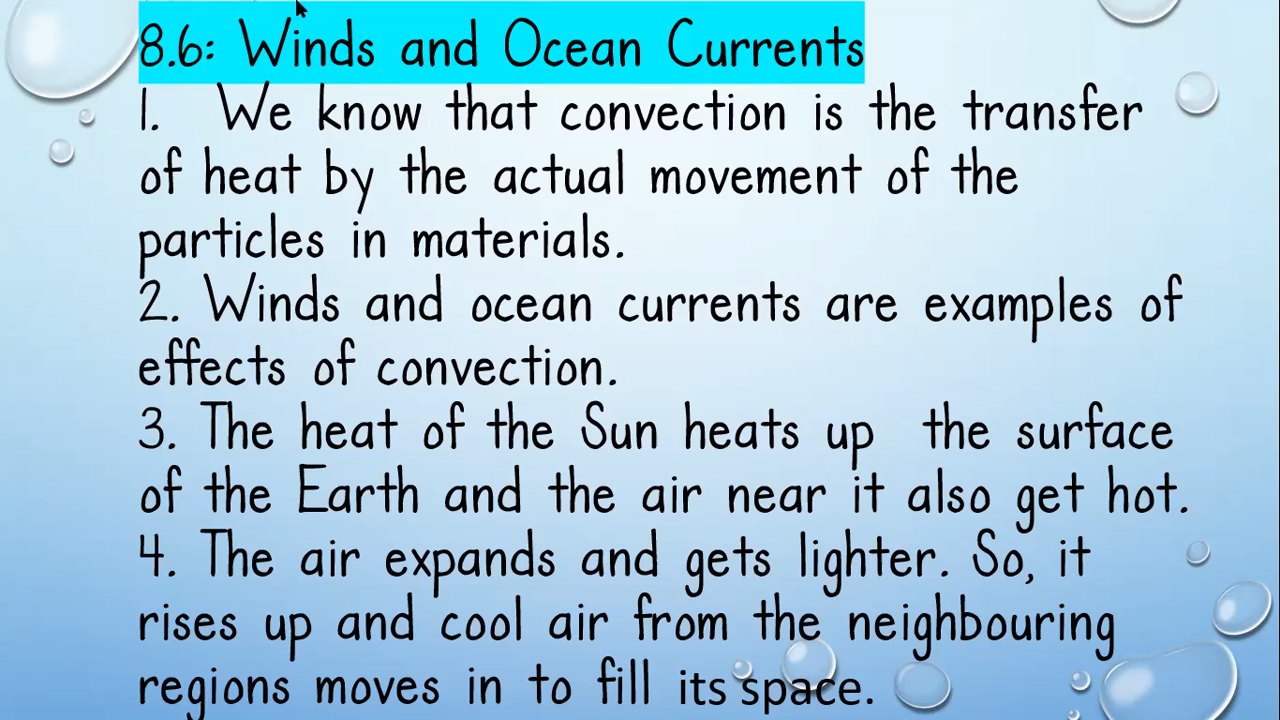 8.6: Winds and Ocean Currents
1. We know that convection is the transfer
of heat by the actual movement of the
particles in materials.
2. Winds and ocean currents are examples of
effects of convection.
3. The heat of the Sun heats up the surface
of the Earth and the air near it also get hot.
4. The air expands and gets lighter. So, it
rises up and cool air from the neighbouring
regions moves in to fill its space.